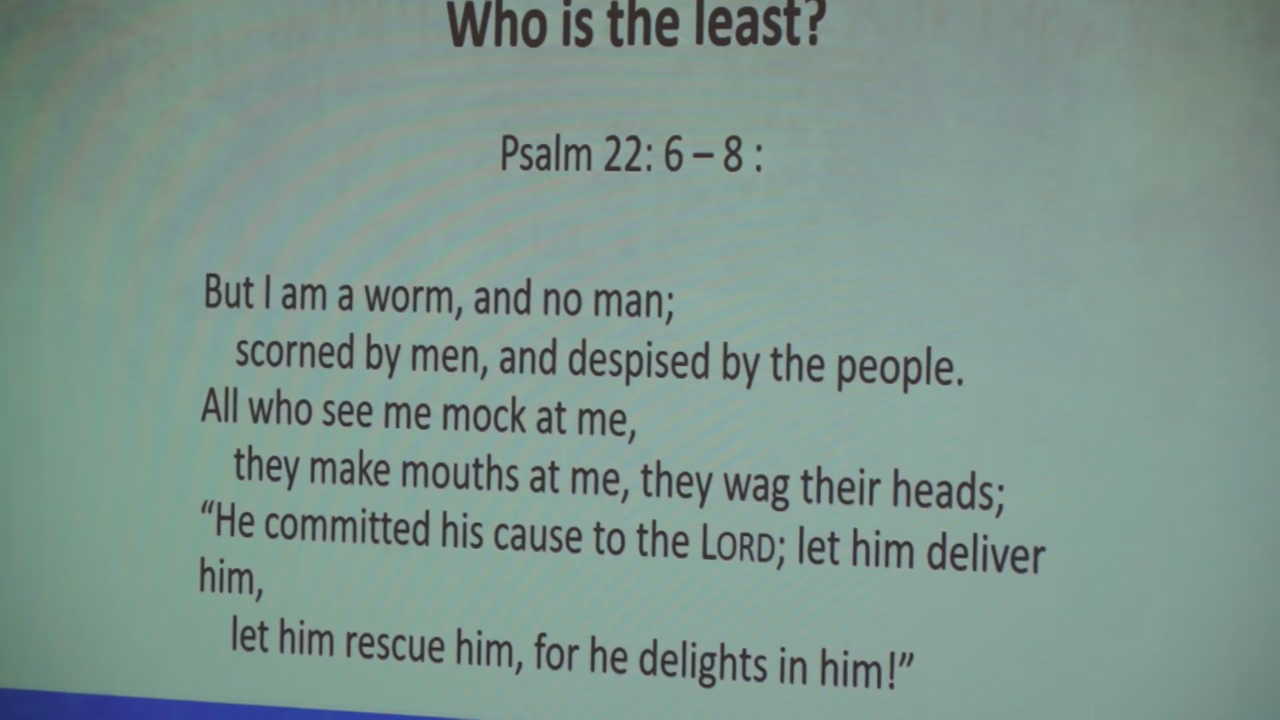 Who is the least?
Psalm 22: 6 – 8 :
But I am a worm, and no man;
scorned by men, and despised by the people.
All who see me mock at me,
they make mouths at me, they wag their heads;
“He committed his cause to the LORD; let him deliver
him,
let him rescue him, for he delights in him!”